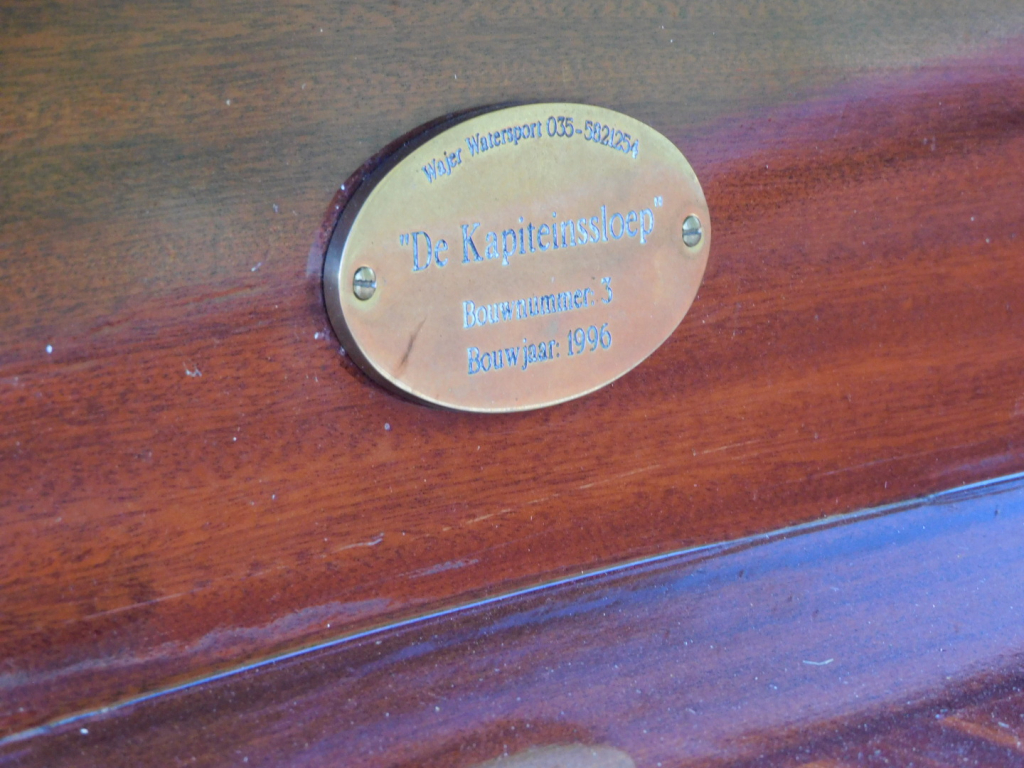 Wajer Watersport 035-5821254
"De Kapiteinssloep"
Bouwnummer: 3
Bouwjaar: 1996